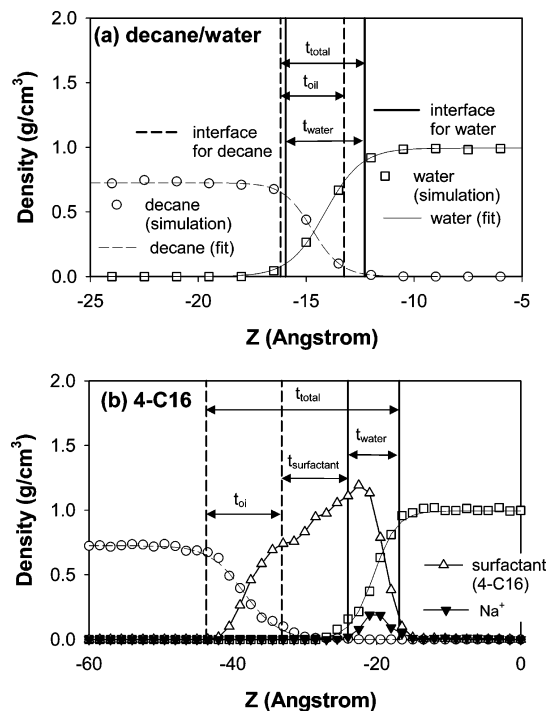 (a) decane/water
Density (g/cm³)
2.0
1.5
1.0
0.5
0.0
t_total
t_oil
t_water
interface
for decane
interface
for water
decane
(simulation)
decane (fit)
water
(simulation)
water (fit)
-25 -20 -15 -10 -5
Z (Angstrom)
(b) 4-C16
Density (g/cm³)
2.0
1.5
1.0
0.5
0.0
t_total
t_water
t_surfactant
t_oi
surfactant
(4-C16)
Na⁺
-60 -40 -20 0
Z (Angstrom)